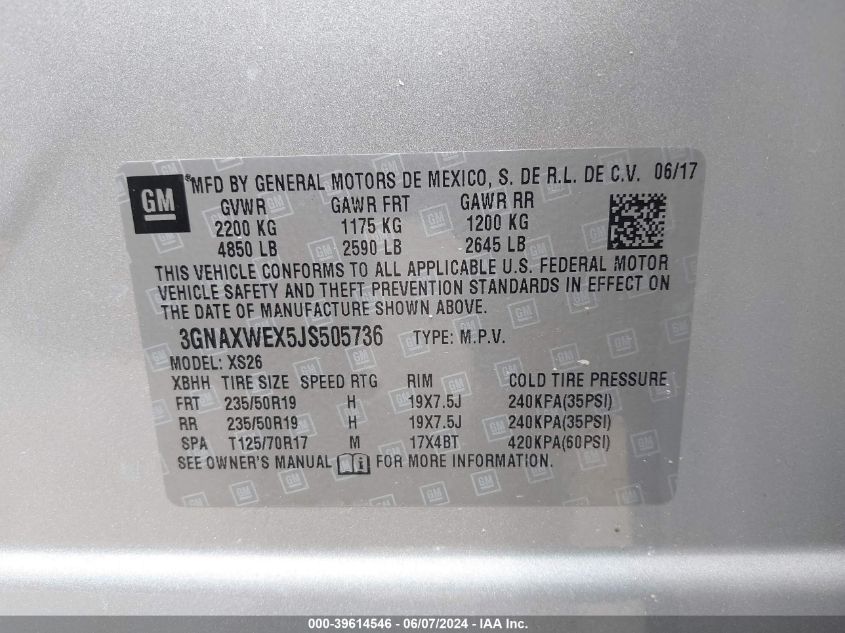 GM ®MFD BY GENERAL MOTORS DE MEXICO, S. DE R.L. DE C.V. 06/17
GVWR GAWR FRT GAWR RR
2200 KG 1175 KG 1200 KG
4850 LB 2590 LB 2645 LB
THIS VEHICLE CONFORMS TO ALL APPLICABLE U.S. FEDERAL MOTOR
VEHICLE SAFETY AND THEFT PREVENTION STANDARDS IN EFFECT ON
THE DATE OF MANUFACTURE SHOWN ABOVE.
3GNAXWEX5JS505736 TYPE: M.P.V.
MODEL: XS26
XBHH TIRE SIZE SPEED RTG RIM COLD TIRE PRESSURE
FRT 235/50R19 H 19X7.5J 240KPA(35PSI)
RR 235/50R19 H 19X7.5J 240KPA(35PSI)
SPA T125/70R17 M 17X4BT 420KPA(60PSI)
SEE OWNER'S MANUAL FOR MORE INFORMATION.
000-39614546 - 06/07/2024 - IAA Inc.